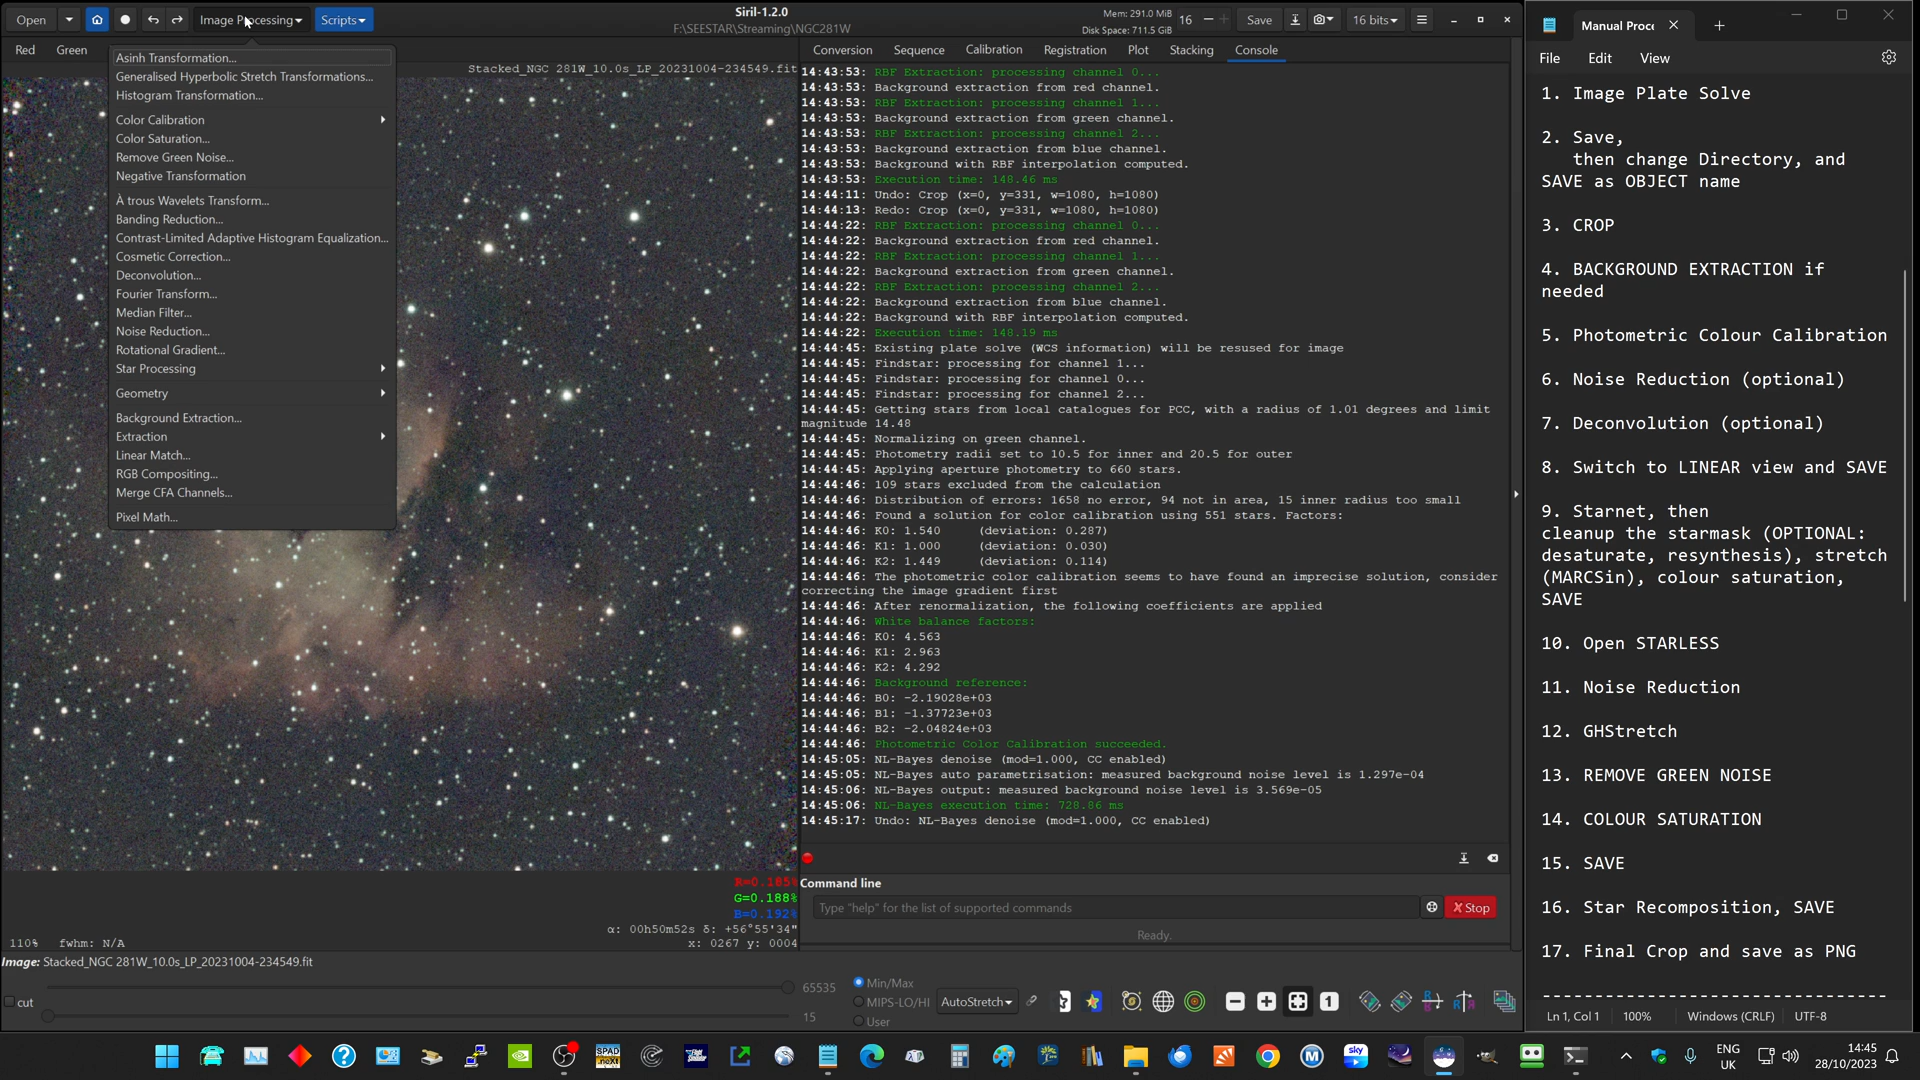 Open
Image Processing
Scripts
Siril-1.2.0
F:\SEESTAR\Streaming\NGC281W
Mem: 291.0 MiB
Disk Space: 711.5 GiB
16
Save
16 bits
Red
Green
Stacked_NGC 281W_10.0s_LP_20231004-234549.fit
Asinh Transformation...
Generalised Hyperbolic Stretch Transformations...
Histogram Transformation...
Color Calibration
Color Saturation...
Remove Green Noise...
Negative Transformation
À trous Wavelets Transform...
Banding Reduction...
Contrast-Limited Adaptive Histogram Equalization...
Cosmetic Correction...
Deconvolution...
Fourier Transform...
Median Filter...
Noise Reduction...
Rotational Gradient...
Star Processing
Geometry
Background Extraction...
Extraction
Linear Match...
RGB Compositing...
Merge CFA Channels...
Pixel Math...
Conversion
Sequence
Calibration
Registration
Plot
Stacking
Console
14:43:53: RBF Extraction: processing channel 0...
14:43:53: Background extraction from red channel.
14:43:53: RBF Extraction: processing channel 1...
14:43:53: Background extraction from green channel.
14:43:53: RBF Extraction: processing channel 2...
14:43:53: Background extraction from blue channel.
14:43:53: Background with RBF interpolation computed.
14:43:53: Execution time: 148.46 ms
14:44:11: Undo: Crop (x=0, y=331, w=1080, h=1080)
14:44:13: Redo: Crop (x=0, y=331, w=1080, h=1080)
14:44:22: RBF Extraction: processing channel 0...
14:44:22: Background extraction from red channel.
14:44:22: RBF Extraction: processing channel 1...
14:44:22: Background extraction from green channel.
14:44:22: RBF Extraction: processing channel 2...
14:44:22: Background extraction from blue channel.
14:44:22: Background with RBF interpolation computed.
14:44:22: Execution time: 148.19 ms
14:44:45: Existing plate solve (WCS information) will be resused for image
14:44:45: Findstar: processing for channel 1...
14:44:45: Findstar: processing for channel 0...
14:44:45: Findstar: processing for channel 2...
14:44:45: Getting stars from local catalogues for PCC, with a radius of 1.01 degrees and limit
magnitude 14.48
14:44:45: Normalizing on green channel.
14:44:45: Photometry radii set to 10.5 for inner and 20.5 for outer
14:44:45: Applying aperture photometry to 660 stars.
14:44:46: 109 stars excluded from the calculation
14:44:46: Distribution of errors: 1658 no error, 94 not in area, 15 inner radius too small
14:44:46: Found a solution for color calibration using 551 stars. Factors:
14:44:46: K0: 1.540 (deviation: 0.287)
14:44:46: K1: 1.000 (deviation: 0.030)
14:44:46: K2: 1.449 (deviation: 0.114)
14:44:46: The photometric color calibration seems to have found an imprecise solution, consider
correcting the image gradient first
14:44:46: After renormalization, the following coefficients are applied
14:44:46: White balance factors:
14:44:46: K0: 4.563
14:44:46: K1: 2.963
14:44:46: K2: 4.292
14:44:46: Background reference:
14:44:46: B0: -2.19028e+03
14:44:46: B1: -1.37723e+03
14:44:46: B2: -2.04824e+03
14:44:46: Photometric Color Calibration succeeded.
14:45:05: NL-Bayes denoise (mod=1.000, CC enabled)
14:45:05: NL-Bayes auto parametrisation: measured background noise level is 1.297e-04
14:45:06: NL-Bayes output: measured background noise level is 3.569e-05
14:45:06: NL-Bayes execution time: 728.86 ms
14:45:17: Undo: NL-Bayes denoise (mod=1.000, CC enabled)
R=0.185%
G=0.188%
B=0.192%
α: 00h50m52s δ: +56°55'34"
x: 0267 y: 0004
110% fwhm: N/A
Command line
Type "help" for the list of supported commands
Stop
Ready.
Image: Stacked_NGC 281W_10.0s_LP_20231004-234549.fit
65535
15
cut
Min/Max
MIPS-LO/HI
User
AutoStretch
1
Manual Proc
File
Edit
View
1. Image Plate Solve
2. Save,
then change Directory, and
SAVE as OBJECT name
3. CROP
4. BACKGROUND EXTRACTION if
needed
5. Photometric Colour Calibration
6. Noise Reduction (optional)
7. Deconvolution (optional)
8. Switch to LINEAR view and SAVE
9. Starnet, then
cleanup the starmask (OPTIONAL:
desaturate, resynthesis), stretch
(MARCSin), colour saturation,
SAVE
10. Open STARLESS
11. Noise Reduction
12. GHStretch
13. REMOVE GREEN NOISE
14. COLOUR SATURATION
15. SAVE
16. Star Recomposition, SAVE
17. Final Crop and save as PNG
---------------------------------
Ln 1, Col 1
100%
Windows (CRLF)
UTF-8
sky
ENG
UK
14:45
28/10/2023